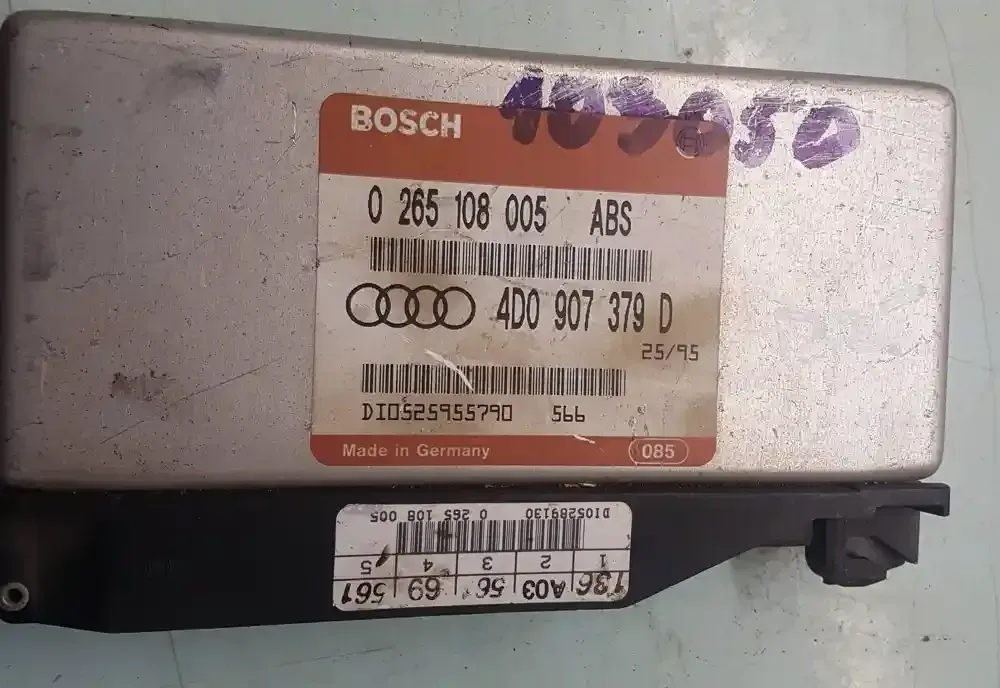 103050
BOSCH
0 265 108 005 ABS
4D0 907 379 D
25/95
DI0525955790 566
Made in Germany 085
136 A03 56 69 561
1 2 3 4 5
DI05289130 0 265 108 005